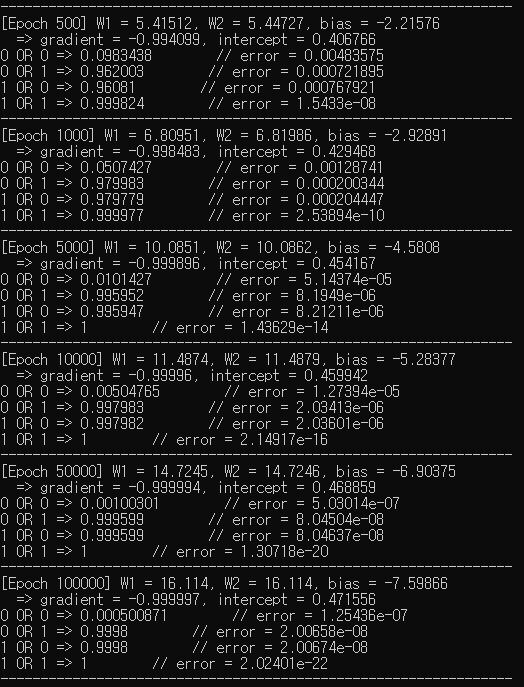 [Epoch 500] W1 = 5.41512, W2 = 5.44727, bias = -2.21576
=> gradient = -0.994099, intercept = 0.406766
0 OR 0 => 0.0983438 // error = 0.00483575
0 OR 1 => 0.962003 // error = 0.000721895
1 OR 0 => 0.96081 // error = 0.000767921
1 OR 1 => 0.999824 // error = 1.5433e-08
[Epoch 1000] W1 = 6.80951, W2 = 6.81986, bias = -2.92891
=> gradient = -0.998483, intercept = 0.429468
0 OR 0 => 0.0507427 // error = 0.00128741
0 OR 1 => 0.979983 // error = 0.000200344
1 OR 0 => 0.979779 // error = 0.000204447
1 OR 1 => 0.999977 // error = 2.53894e-10
[Epoch 5000] W1 = 10.0851, W2 = 10.0862, bias = -4.5808
=> gradient = -0.999896, intercept = 0.454167
0 OR 0 => 0.0101427 // error = 5.14374e-05
0 OR 1 => 0.995952 // error = 8.1949e-06
1 OR 0 => 0.995947 // error = 8.21211e-06
1 OR 1 => 1 // error = 1.43629e-14
[Epoch 10000] W1 = 11.4874, W2 = 11.4879, bias = -5.28377
=> gradient = -0.99996, intercept = 0.459942
0 OR 0 => 0.00504765 // error = 1.27394e-05
0 OR 1 => 0.997983 // error = 2.03413e-06
1 OR 0 => 0.997982 // error = 2.03601e-06
1 OR 1 => 1 // error = 2.14917e-16
[Epoch 50000] W1 = 14.7245, W2 = 14.7246, bias = -6.90375
=> gradient = -0.999994, intercept = 0.468859
0 OR 0 => 0.00100301 // error = 5.03014e-07
0 OR 1 => 0.999599 // error = 8.04504e-08
1 OR 0 => 0.999599 // error = 8.04637e-08
1 OR 1 => 1 // error = 1.30718e-20
[Epoch 100000] W1 = 16.114, W2 = 16.114, bias = -7.59866
=> gradient = -0.999997, intercept = 0.471556
0 OR 0 => 0.000500871 // error = 1.25436e-07
0 OR 1 => 0.9998 // error = 2.00658e-08
1 OR 0 => 0.9998 // error = 2.00674e-08
1 OR 1 => 1 // error = 2.02401e-22